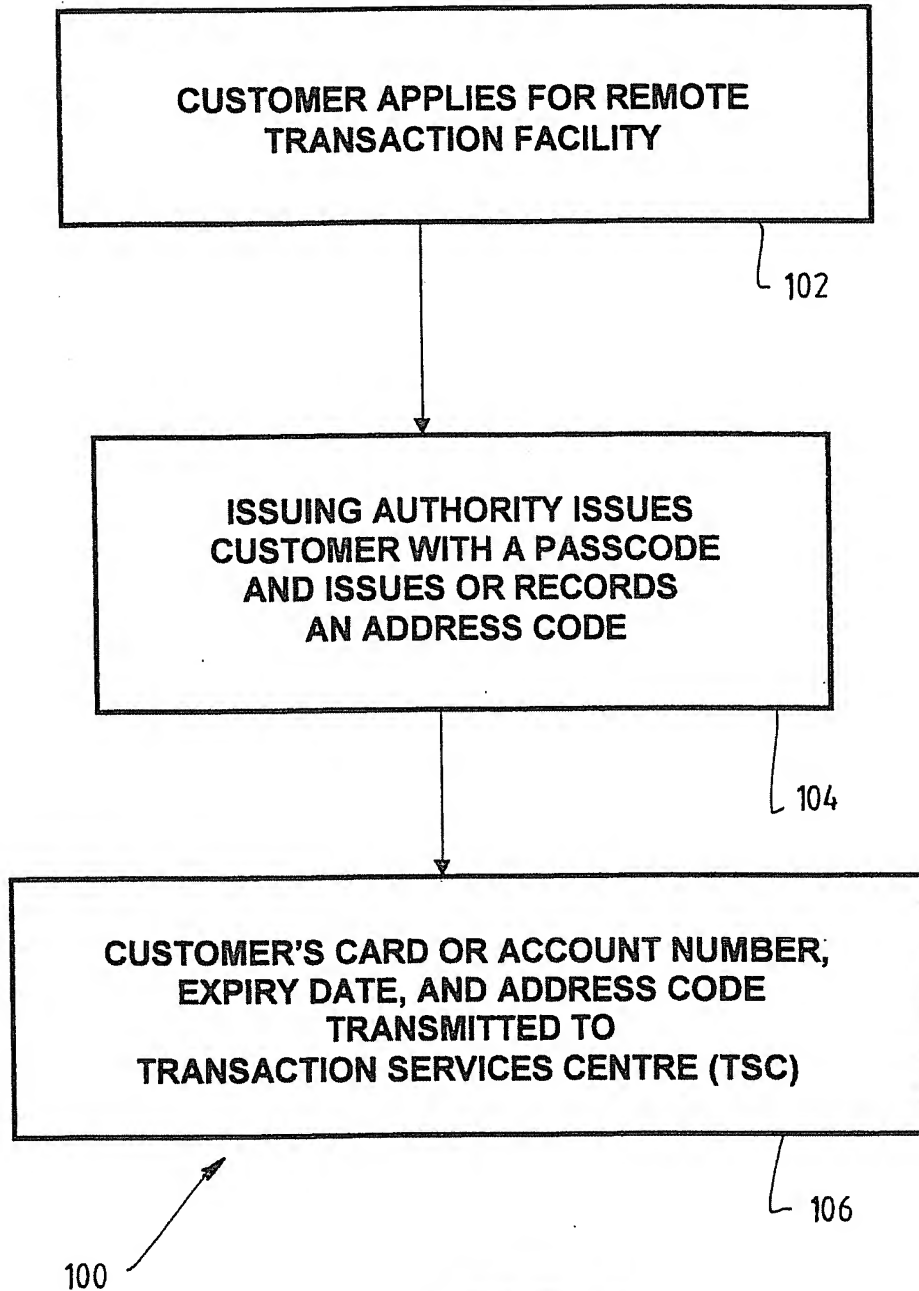 CUSTOMER APPLIES FOR REMOTE
TRANSACTION FACILITY
102
ISSUING AUTHORITY ISSUES
CUSTOMER WITH A PASSCODE
AND ISSUES OR RECORDS
AN ADDRESS CODE
104
CUSTOMER'S CARD OR ACCOUNT NUMBER,
EXPIRY DATE, AND ADDRESS CODE
TRANSMITTED TO
TRANSACTION SERVICES CENTRE (TSC)
106
100